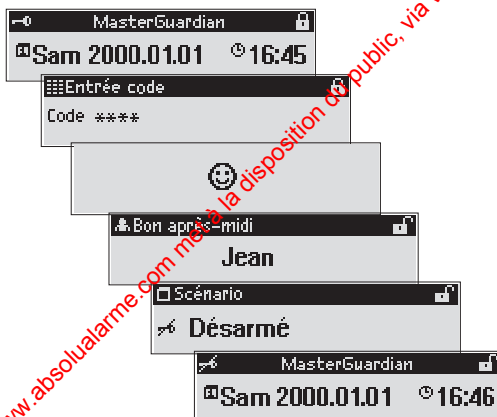 MasterGuardian
Sam 2000.01.01 16:45
Entrée code
Code ****
Bon après-midi
Jean
Scénario
Désarmé
MasterGuardian
Sam 2000.01.01 16:46
www.absolualarme.com met à la disposition du public, via